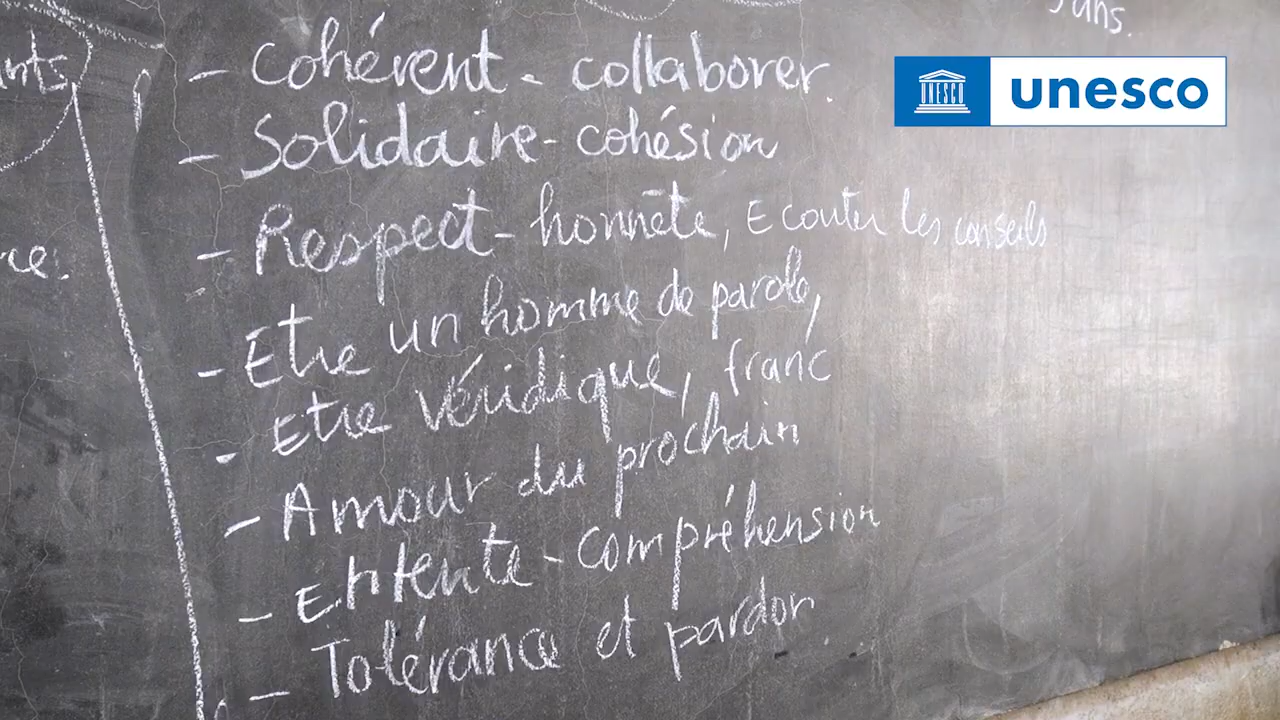 - Cohérent - collaborer.
UNESCO unesco
- Solidaire - cohésion
- Respect - honnête, Ecouter les conseils
- Etre un homme de parole,
- Etre véridique, franc
- Amour du prochain
- Entente - compréhension
- Tolérance et pardon